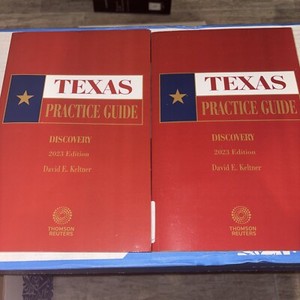 TEXAS
PRACTICE GUIDE
DISCOVERY
2023 Edition
David E. Keltner
THOMSON
REUTERS
TEXAS
PRACTICE GUIDE
DISCOVERY
2023 Edition
David E. Keltner
THOMSON
REUTERS